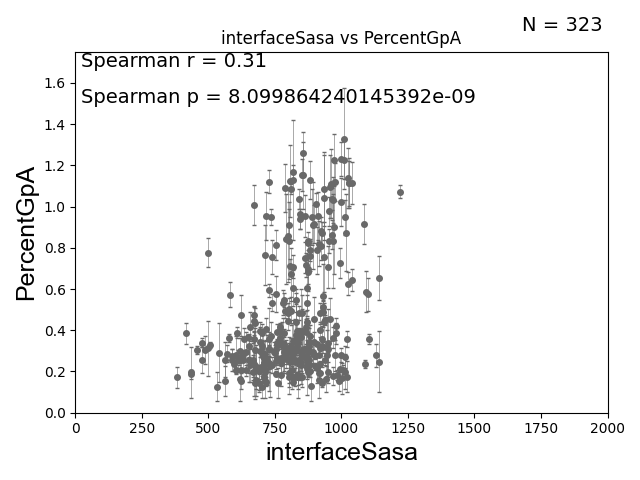 N = 323
interfaceSasa vs PercentGpA
Spearman r = 0.31
Spearman p = 8.099864240145392e-09
PercentGpA
1.6
1.4
1.2
1.0
0.8
0.6
0.4
0.2
0.0
0 250 500 750 1000 1250 1500 1750 2000
interfaceSasa